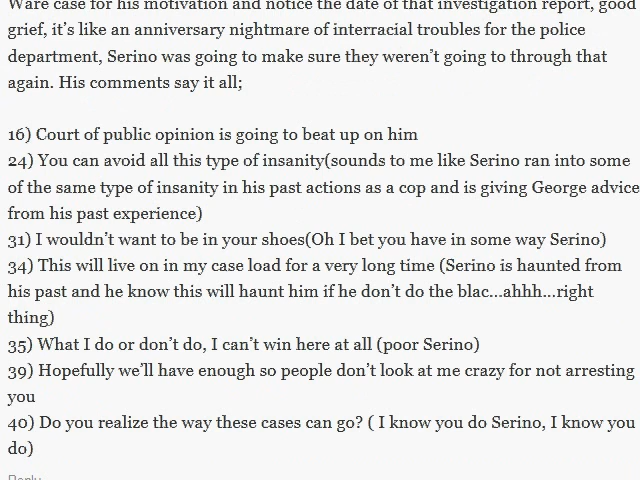 Ware case for his motivation and notice the date of that investigation report, good
grief, it’s like an anniversary nightmare of interracial troubles for the police
department, Serino was going to make sure they weren’t going to through that
again. His comments say it all;
16) Court of public opinion is going to beat up on him
24) You can avoid all this type of insanity(sounds to me like Serino ran into some
of the same type of insanity in his past actions as a cop and is giving George advice
from his past experience)
31) I wouldn’t want to be in your shoes(Oh I bet you have in some way Serino)
34) This will live on in my case load for a very long time (Serino is haunted from
his past and he know this will haunt him if he don’t do the blac...ahhh...right
thing)
35) What I do or don’t do, I can’t win here at all (poor Serino)
39) Hopefully we’ll have enough so people don’t look at me crazy for not arresting
you
40) Do you realize the way these cases can go? ( I know you do Serino, I know you
do)
Reply